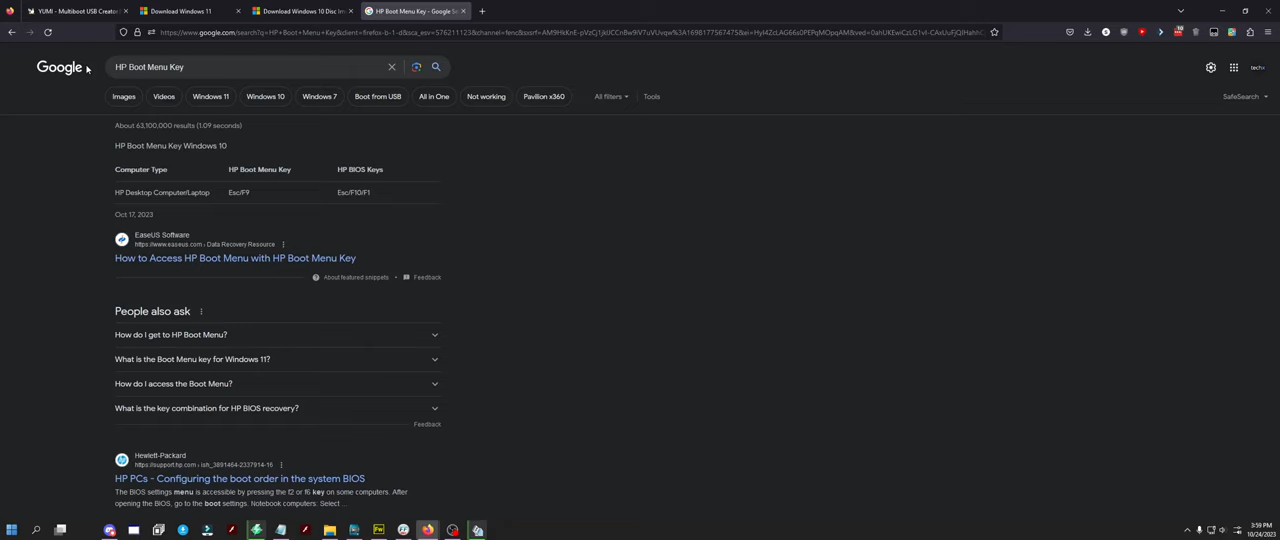 YUMI - Multiboot USB Creator
Download Windows 11
Download Windows 10 Disc Im
HP Boot Menu Key - Google Se
Google
HP Boot Menu Key
techx
Images
Videos
Windows 11
Windows 10
Windows 7
Boot from USB
All in One
Not working
Pavilion x360
All filters
Tools
SafeSearch
About 63,100,000 results (1.09 seconds)
HP Boot Menu Key Windows 10
Computer Type HP Boot Menu Key HP BIOS Keys
HP Desktop Computer/Laptop Esc/F9 Esc/F10/F1
Oct 17, 2023
EaseUS Software
https://www.easeus.com › Data Recovery Resource
How to Access HP Boot Menu with HP Boot Menu Key
About featured snippets • Feedback
People also ask
How do I get to HP Boot Menu?
What is the Boot Menu key for Windows 11?
How do I access the Boot Menu?
What is the key combination for HP BIOS recovery?
Feedback
Hewlett-Packard
https://support.hp.com › ish_3891464-2337914-16
HP PCs - Configuring the boot order in the system BIOS
The BIOS settings menu is accessible by pressing the f2 or f6 key on some computers. After
opening the BIOS, go to the boot settings. Notebook computers. Select ...
3:59 PM
10/24/2023